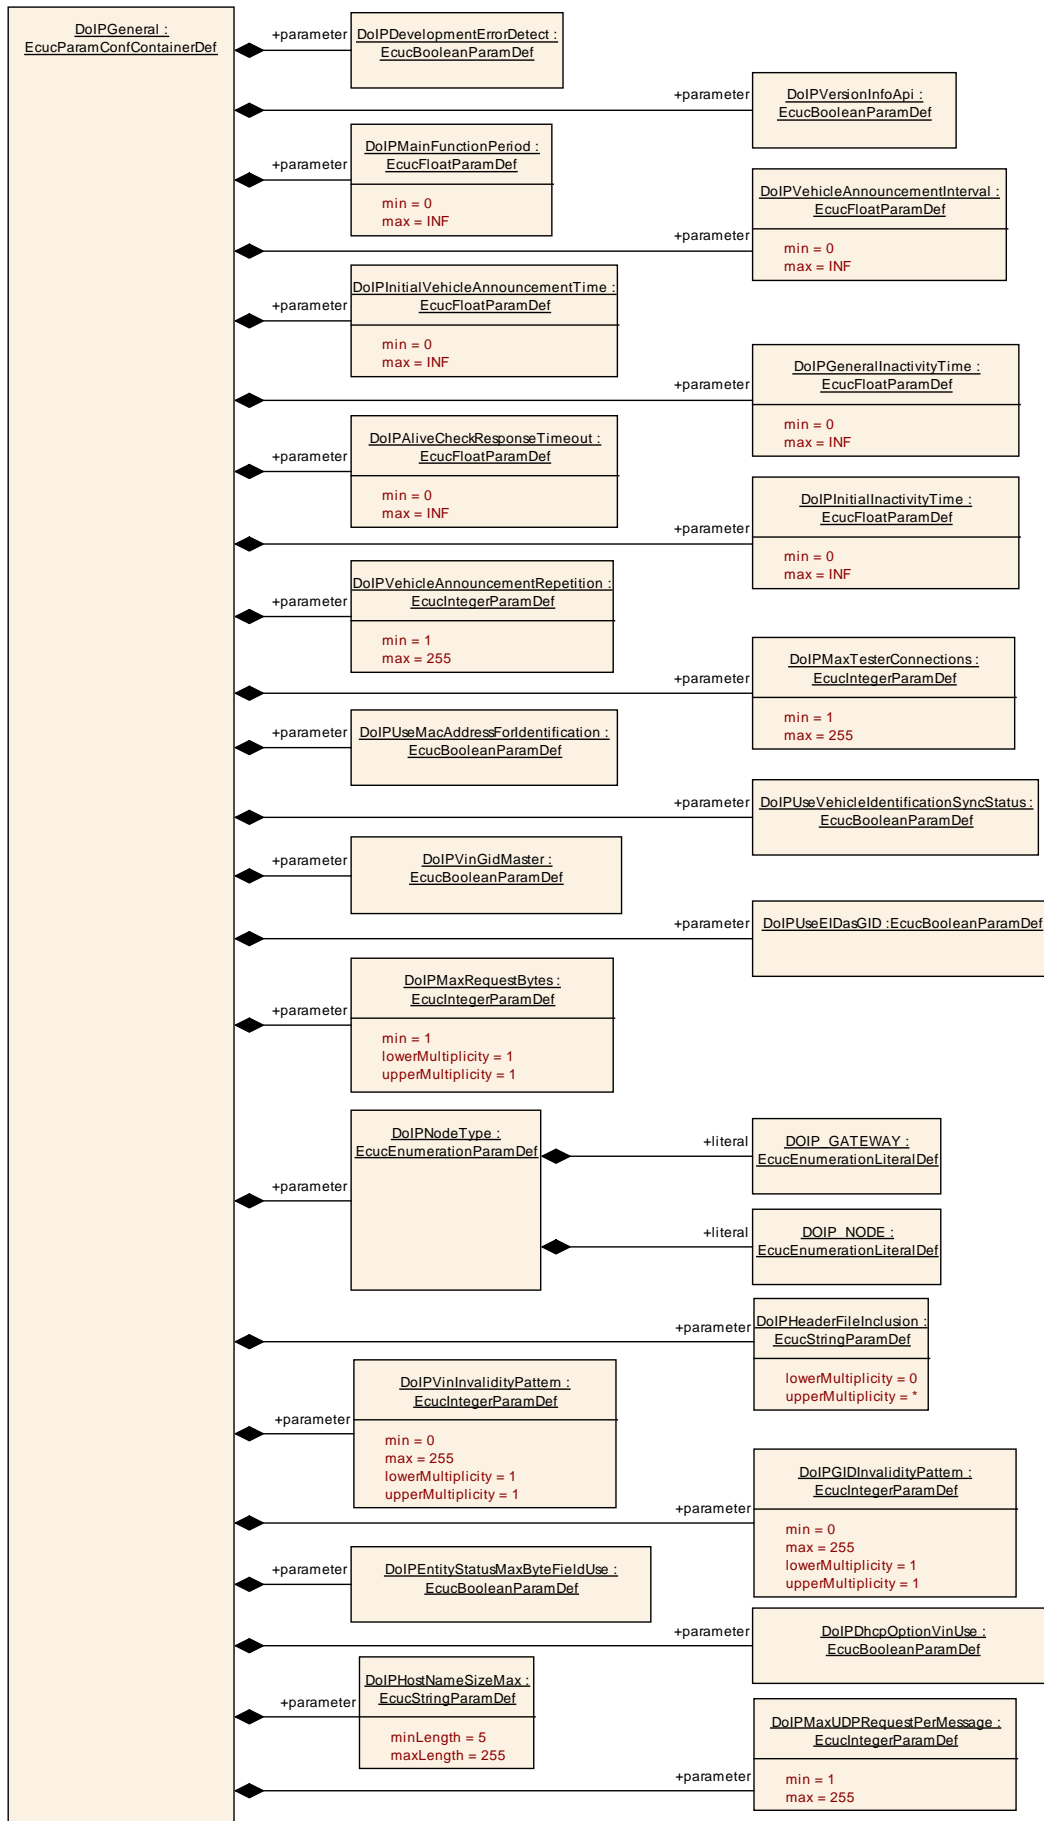 DoIPGeneral :
EcucParamConfContainerDef
+parameter
DoIPDevelopmentErrorDetect :
EcucBooleanParamDef
+parameter
DoIPVersionInfoApi :
EcucBooleanParamDef
+parameter
DoIPMainFunctionPeriod :
EcucFloatParamDef
min = 0
max = INF
+parameter
DoIPVehicleAnnouncementInterval :
EcucFloatParamDef
min = 0
max = INF
+parameter
DoIPInitialVehicleAnnouncementTime :
EcucFloatParamDef
min = 0
max = INF
+parameter
DoIPGeneralInactivityTime :
EcucFloatParamDef
min = 0
max = INF
+parameter
DoIPAliveCheckResponseTimeout :
EcucFloatParamDef
min = 0
max = INF
+parameter
DoIPInitialInactivityTime :
EcucFloatParamDef
min = 0
max = INF
+parameter
DoIPVehicleAnnouncementRepetition :
EcucIntegerParamDef
min = 1
max = 255
+parameter
DoIPMaxTesterConnections :
EcucIntegerParamDef
min = 1
max = 255
+parameter
DoIPUseMacAddressForIdentification :
EcucBooleanParamDef
+parameter
DoIPUseVehicleIdentificationSyncStatus :
EcucBooleanParamDef
+parameter
DoIPVinGidMaster :
EcucBooleanParamDef
+parameter
DoIPUseEIDasGID :EcucBooleanParamDef
+parameter
DoIPMaxRequestBytes :
EcucIntegerParamDef
min = 1
lowerMultiplicity = 1
upperMultiplicity = 1
+parameter
DoIPNodeType :
EcucEnumerationParamDef
+literal
DOIP_GATEWAY :
EcucEnumerationLiteralDef
+literal
DOIP_NODE :
EcucEnumerationLiteralDef
+parameter
DoIPHeaderFileInclusion :
EcucStringParamDef
lowerMultiplicity = 0
upperMultiplicity = *
+parameter
DoIPVinInvalidityPattern :
EcucIntegerParamDef
min = 0
max = 255
lowerMultiplicity = 1
upperMultiplicity = 1
+parameter
DoIPGIDInvalidityPattern :
EcucIntegerParamDef
min = 0
max = 255
lowerMultiplicity = 1
upperMultiplicity = 1
+parameter
DoIPEntityStatusMaxByteFieldUse :
EcucBooleanParamDef
+parameter
DoIPDhcpOptionVinUse :
EcucBooleanParamDef
+parameter
DoIPHostNameSizeMax :
EcucStringParamDef
minLength = 5
maxLength = 255
+parameter
DoIPMaxUDPRequestPerMessage :
EcucIntegerParamDef
min = 1
max = 255